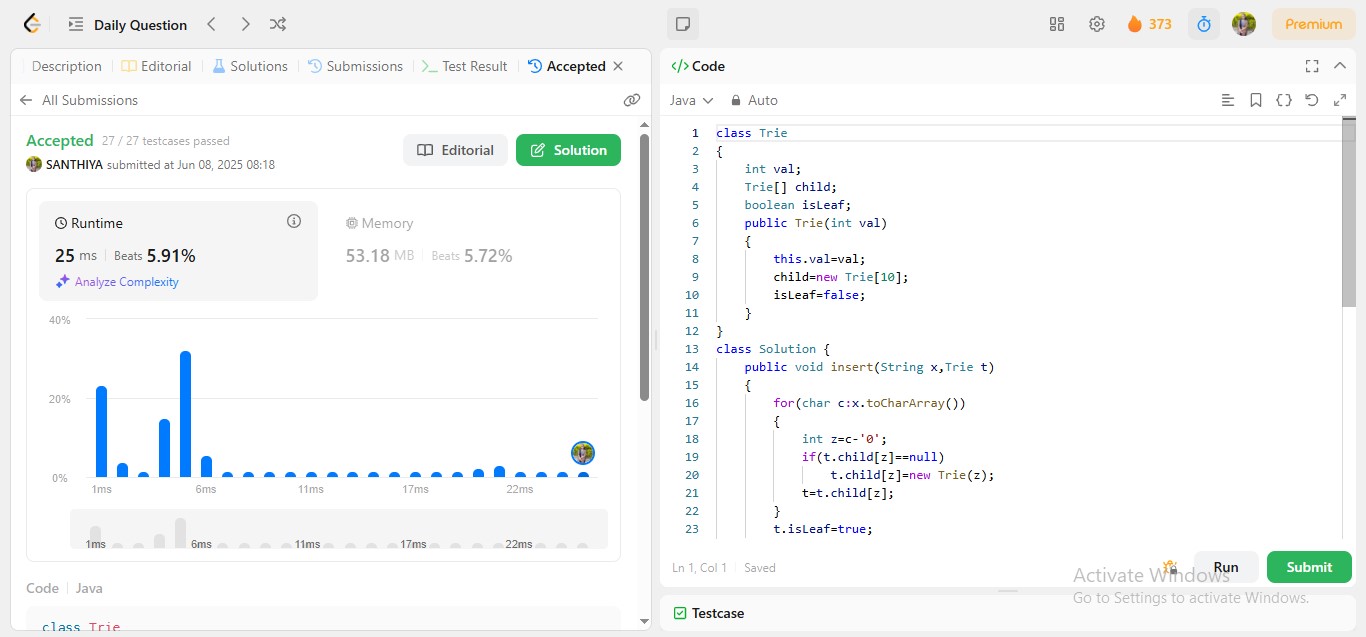 Daily Question
373
Premium
Description
Editorial
Solutions
Submissions
Test Result
Accepted
All Submissions
Accepted 27 / 27 testcases passed
SANTHIYA submitted at Jun 08, 2025 08:18
Editorial
Solution
Runtime
25 ms Beats 5.91%
Analyze Complexity
Memory
53.18 MB Beats 5.72%
40%
20%
0%
1ms 6ms 11ms 17ms 22ms
1ms 6ms 11ms 17ms 22ms
Code Java
class Trie
</> Code
Java Auto
1 class Trie
2 {
3 int val;
4 Trie[] child;
5 boolean isLeaf;
6 public Trie(int val)
7 {
8 this.val=val;
9 child=new Trie[10];
10 isLeaf=false;
11 }
12 }
13 class Solution {
14 public void insert(String x,Trie t)
15 {
16 for(char c:x.toCharArray())
17 {
18 int z=c-'0';
19 if(t.child[z]==null)
20 t.child[z]=new Trie(z);
21 t=t.child[z];
22 }
23 t.isLeaf=true;
Ln 1, Col 1 Saved
Run
Submit
Activate Windows
Go to Settings to activate Windows.
Testcase